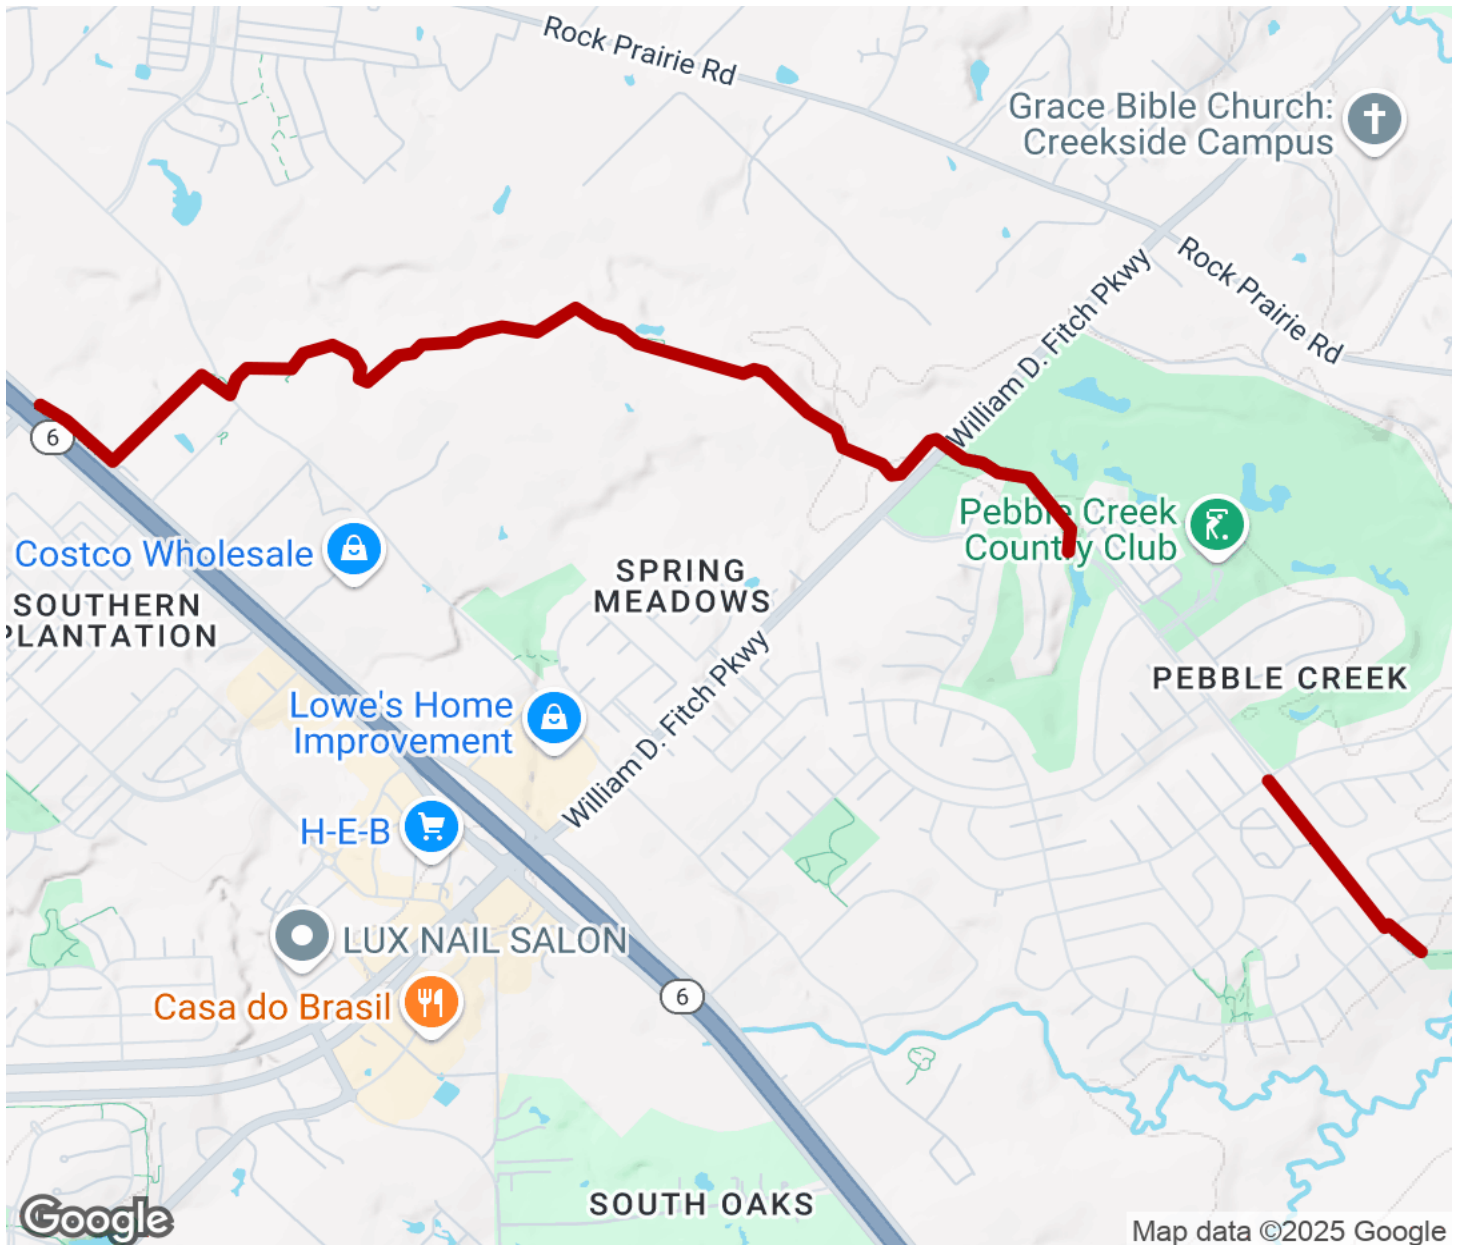 Rock Prairie Rd
Grace Bible Church:
Creekside Campus
Rock Prairie Rd
William D. Fitch Pkwy
6
Pebble Creek
Country Club
Costco Wholesale
SPRING
MEADOWS
SOUTHERN
PLANTATION
PEBBLE CREEK
Lowe's Home
Improvement
William D. Fitch Pkwy
H-E-B
LUX NAIL SALON
Casa do Brasil
6
SOUTH OAKS
Google
Map data ©2025 Google